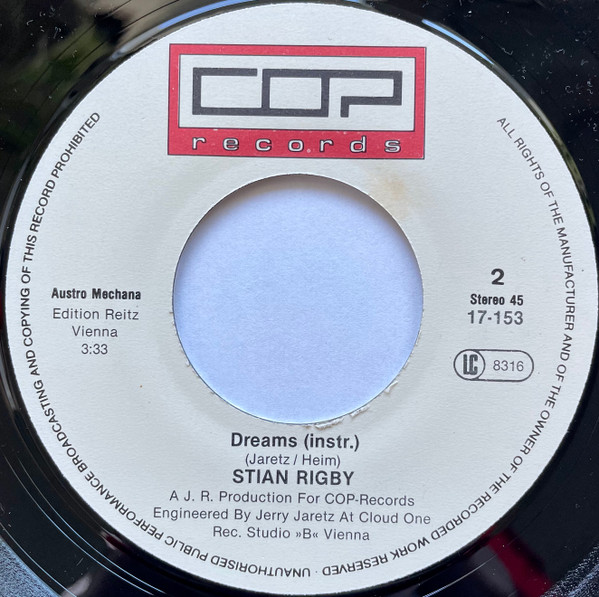 COP
records
Austro Mechana
Edition Reitz
Vienna
3:33
2
Stereo 45
17-153
LC 8316
Dreams (instr.)
(Jaretz / Heim)
STIAN RIGBY
A J. R. Production For COP-Records
Engineered By Jerry Jaretz At Cloud One
Rec. Studio »B« Vienna
ALL RIGHTS OF THE MANUFACTURER AND OF THE OWNER OF THE RECORDED WORK RESERVED · UNAUTHORISED PUBLIC PERFORMANCE BROADCASTING AND COPYING OF THIS RECORD PROHIBITED